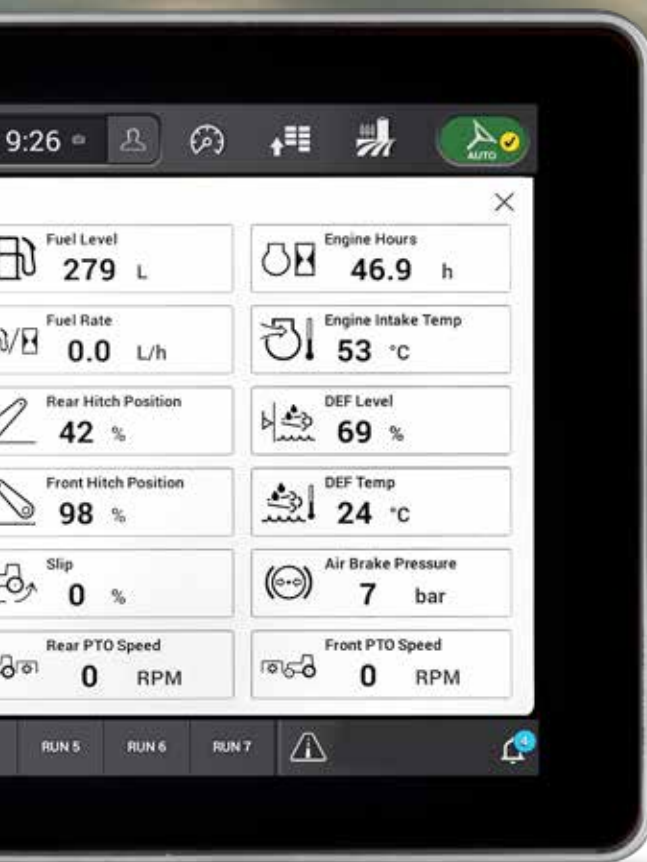 9:26
AUTO
Fuel Level
279 L
Engine Hours
46.9 h
Fuel Rate
0.0 L/h
Engine Intake Temp
53 °C
Rear Hitch Position
42 %
DEF Level
69 %
Front Hitch Position
98 %
DEF Temp
24 °C
Slip
0 %
Air Brake Pressure
7 bar
Rear PTO Speed
0 RPM
Front PTO Speed
0 RPM
RUN 5 RUN 6 RUN 7
4